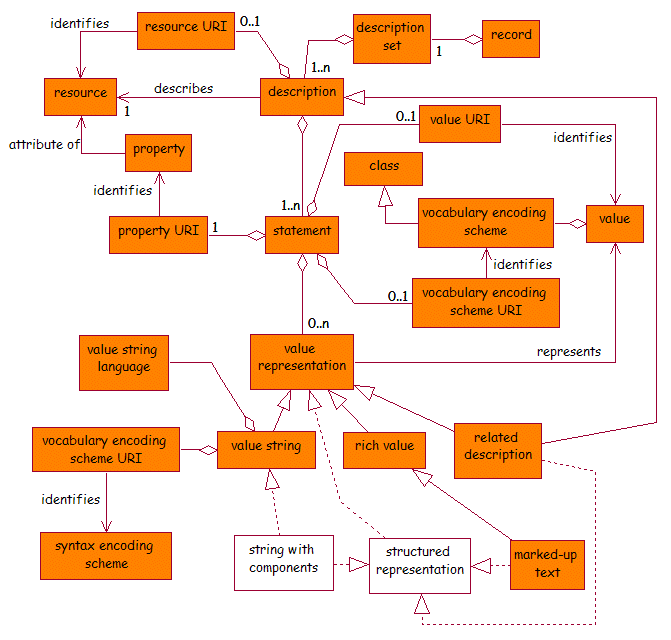 identifies
resource URI
0..1
description
set
1
record
1..n
resource
1
describes
description
0..1
value URI
attribute of
property
identifies
class
identifies
1..n
property URI
1
statement
vocabulary encoding
scheme
value
identifies
0..1
vocabulary encoding
scheme URI
0..n
value string
language
value
representation
represents
vocabulary encoding
scheme URI
value string
rich value
related
description
identifies
syntax encoding
scheme
string with
components
structured
representation
marked-up
text